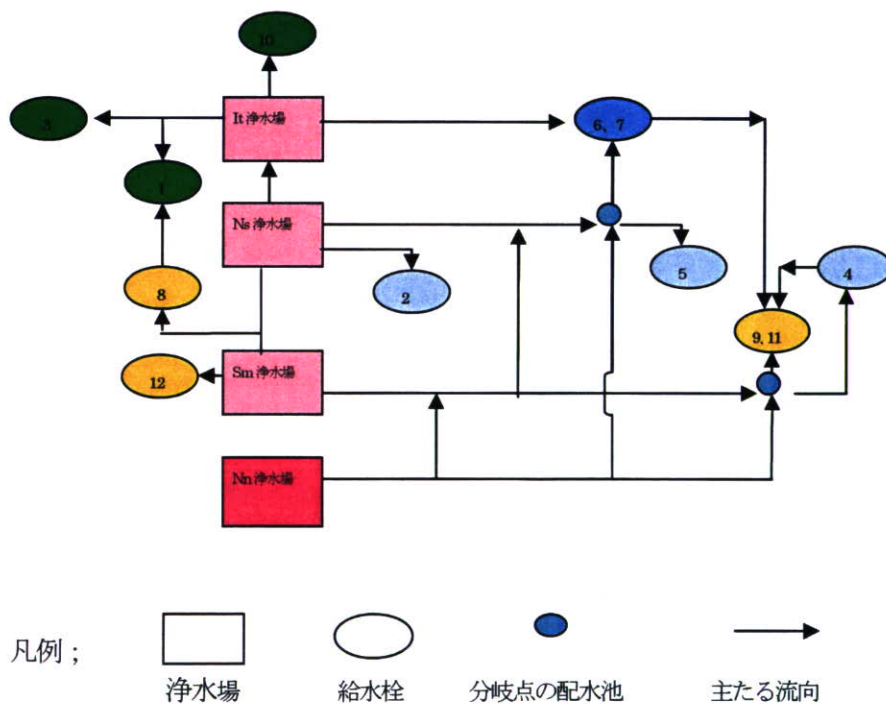 10
3
It 浄水場
6、7
1
Ns 浄水場
8
2
5
4
9、11
12
Sm 浄水場
Nn 浄水場
凡例；
浄水場
給水栓
分岐点の配水池
主たる流向